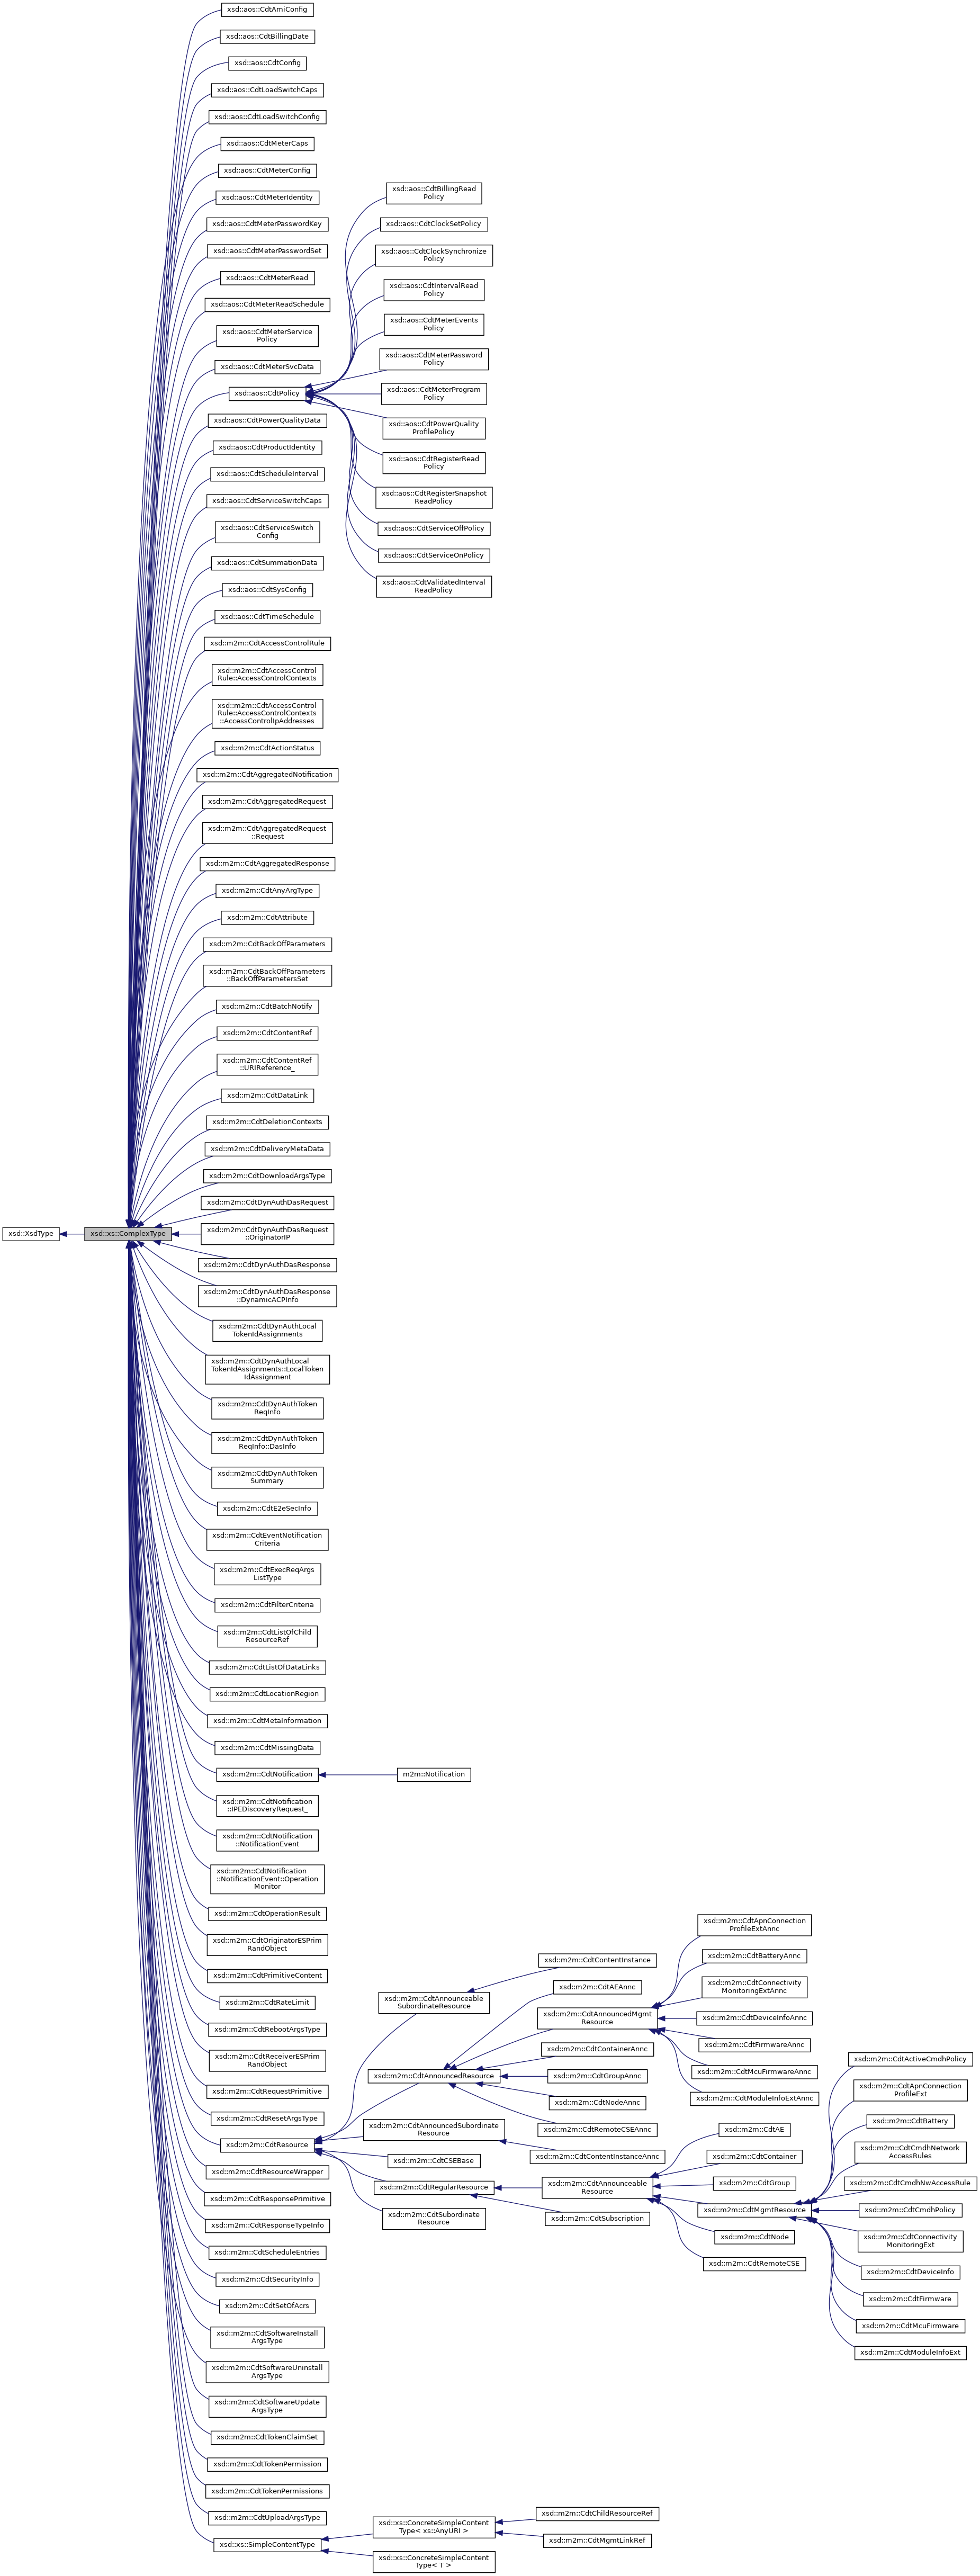 xsd::XsdType
xsd::xs::ComplexType
xsd::aos::CdtAmiConfig
xsd::aos::CdtBillingDate
xsd::aos::CdtConfig
xsd::aos::CdtLoadSwitchCaps
xsd::aos::CdtLoadSwitchConfig
xsd::aos::CdtMeterCaps
xsd::aos::CdtMeterConfig
xsd::aos::CdtMeterIdentity
xsd::aos::CdtMeterPasswordKey
xsd::aos::CdtMeterPasswordSet
xsd::aos::CdtMeterRead
xsd::aos::CdtMeterReadSchedule
xsd::aos::CdtMeterService
Policy
xsd::aos::CdtMeterSvcData
xsd::aos::CdtPolicy
xsd::aos::CdtPowerQualityData
xsd::aos::CdtProductIdentity
xsd::aos::CdtScheduleInterval
xsd::aos::CdtServiceSwitchCaps
xsd::aos::CdtServiceSwitch
Config
xsd::aos::CdtSummationData
xsd::aos::CdtSysConfig
xsd::aos::CdtTimeSchedule
xsd::m2m::CdtAccessControlRule
xsd::m2m::CdtAccessControl
Rule::AccessControlContexts
xsd::m2m::CdtAccessControl
Rule::AccessControlContexts
::AccessControlIpAddresses
xsd::m2m::CdtActionStatus
xsd::m2m::CdtAggregatedNotification
xsd::m2m::CdtAggregatedRequest
xsd::m2m::CdtAggregatedRequest
::Request
xsd::m2m::CdtAggregatedResponse
xsd::m2m::CdtAnyArgType
xsd::m2m::CdtAttribute
xsd::m2m::CdtBackOffParameters
xsd::m2m::CdtBackOffParameters
::BackOffParametersSet
xsd::m2m::CdtBatchNotify
xsd::m2m::CdtContentRef
xsd::m2m::CdtContentRef
::URIReference_
xsd::m2m::CdtDataLink
xsd::m2m::CdtDeletionContexts
xsd::m2m::CdtDeliveryMetaData
xsd::m2m::CdtDownloadArgsType
xsd::m2m::CdtDynAuthDasRequest
xsd::m2m::CdtDynAuthDasRequest
::OriginatorIP
xsd::m2m::CdtDynAuthDasResponse
xsd::m2m::CdtDynAuthDasResponse
::DynamicACPInfo
xsd::m2m::CdtDynAuthLocal
TokenIdAssignments
xsd::m2m::CdtDynAuthLocal
TokenIdAssignments::LocalToken
IdAssignment
xsd::m2m::CdtDynAuthToken
ReqInfo
xsd::m2m::CdtDynAuthToken
ReqInfo::DasInfo
xsd::m2m::CdtDynAuthToken
Summary
xsd::m2m::CdtE2eSecInfo
xsd::m2m::CdtEventNotification
Criteria
xsd::m2m::CdtExecReqArgs
ListType
xsd::m2m::CdtFilterCriteria
xsd::m2m::CdtListOfChild
ResourceRef
xsd::m2m::CdtListOfDataLinks
xsd::m2m::CdtLocationRegion
xsd::m2m::CdtMetaInformation
xsd::m2m::CdtMissingData
xsd::m2m::CdtNotification
xsd::m2m::CdtNotification
::IPEDiscoveryRequest_
xsd::m2m::CdtNotification
::NotificationEvent
xsd::m2m::CdtNotification
::NotificationEvent::Operation
Monitor
xsd::m2m::CdtOperationResult
xsd::m2m::CdtOriginatorESPrim
RandObject
xsd::m2m::CdtPrimitiveContent
xsd::m2m::CdtRateLimit
xsd::m2m::CdtRebootArgsType
xsd::m2m::CdtReceiverESPrim
RandObject
xsd::m2m::CdtRequestPrimitive
xsd::m2m::CdtResetArgsType
xsd::m2m::CdtResource
xsd::m2m::CdtResourceWrapper
xsd::m2m::CdtResponsePrimitive
xsd::m2m::CdtResponseTypeInfo
xsd::m2m::CdtScheduleEntries
xsd::m2m::CdtSecurityInfo
xsd::m2m::CdtSetOfAcrs
xsd::m2m::CdtSoftwareInstall
ArgsType
xsd::m2m::CdtSoftwareUninstall
ArgsType
xsd::m2m::CdtSoftwareUpdate
ArgsType
xsd::m2m::CdtTokenClaimSet
xsd::m2m::CdtTokenPermission
xsd::m2m::CdtTokenPermissions
xsd::m2m::CdtUploadArgsType
xsd::xs::SimpleContentType
xsd::aos::CdtBillingRead
Policy
xsd::aos::CdtClockSetPolicy
xsd::aos::CdtClockSynchronize
Policy
xsd::aos::CdtIntervalRead
Policy
xsd::aos::CdtMeterEvents
Policy
xsd::aos::CdtMeterPassword
Policy
xsd::aos::CdtMeterProgram
Policy
xsd::aos::CdtPowerQuality
ProfilePolicy
xsd::aos::CdtRegisterRead
Policy
xsd::aos::CdtRegisterSnapshot
ReadPolicy
xsd::aos::CdtServiceOffPolicy
xsd::aos::CdtServiceOnPolicy
xsd::aos::CdtValidatedInterval
ReadPolicy
m2m::Notification
xsd::m2m::CdtAnnounceable
SubordinateResource
xsd::m2m::CdtAnnouncedResource
xsd::m2m::CdtAnnouncedSubordinate
Resource
xsd::m2m::CdtCSEBase
xsd::m2m::CdtRegularResource
xsd::m2m::CdtSubordinate
Resource
xsd::xs::ConcreteSimpleContent
Type< xs::AnyURI >
xsd::xs::ConcreteSimpleContent
Type< T >
xsd::m2m::CdtContentInstance
xsd::m2m::CdtAEAnnc
xsd::m2m::CdtAnnouncedMgmt
Resource
xsd::m2m::CdtContainerAnnc
xsd::m2m::CdtGroupAnnc
xsd::m2m::CdtNodeAnnc
xsd::m2m::CdtRemoteCSEAnnc
xsd::m2m::CdtContentInstanceAnnc
xsd::m2m::CdtAnnounceable
Resource
xsd::m2m::CdtSubscription
xsd::m2m::CdtChildResourceRef
xsd::m2m::CdtMgmtLinkRef
xsd::m2m::CdtApnConnection
ProfileExtAnnc
xsd::m2m::CdtBatteryAnnc
xsd::m2m::CdtConnectivity
MonitoringExtAnnc
xsd::m2m::CdtDeviceInfoAnnc
xsd::m2m::CdtFirmwareAnnc
xsd::m2m::CdtMcuFirmwareAnnc
xsd::m2m::CdtModuleInfoExtAnnc
xsd::m2m::CdtAE
xsd::m2m::CdtContainer
xsd::m2m::CdtGroup
xsd::m2m::CdtMgmtResource
xsd::m2m::CdtNode
xsd::m2m::CdtRemoteCSE
xsd::m2m::CdtActiveCmdhPolicy
xsd::m2m::CdtApnConnection
ProfileExt
xsd::m2m::CdtBattery
xsd::m2m::CdtCmdhNetwork
AccessRules
xsd::m2m::CdtCmdhNwAccessRule
xsd::m2m::CdtCmdhPolicy
xsd::m2m::CdtConnectivity
MonitoringExt
xsd::m2m::CdtDeviceInfo
xsd::m2m::CdtFirmware
xsd::m2m::CdtMcuFirmware
xsd::m2m::CdtModuleInfoExt